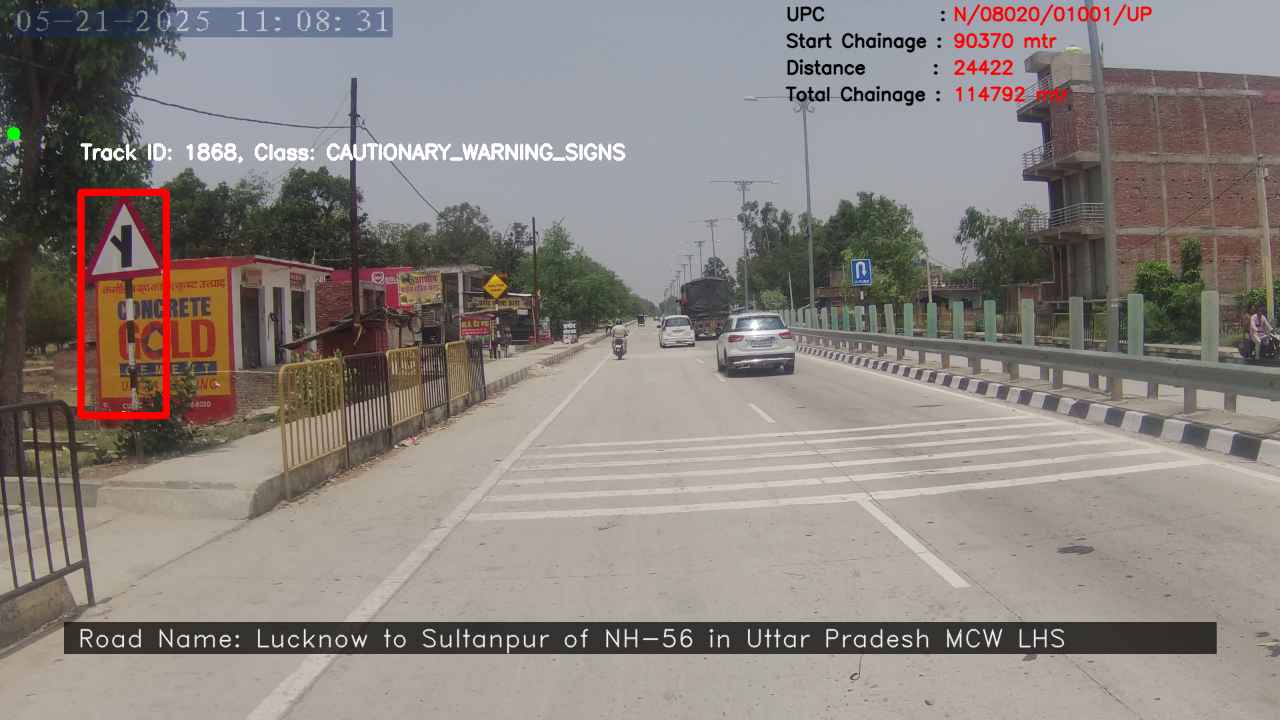 05-21-2025 11:08:31
UPC : N/08020/01001/UP
Start Chainage : 90370 mtr
Distance : 24422
Total Chainage : 114792 mtr
Track ID: 1868, Class: CAUTIONARY_WARNING_SIGNS
CONCRETE
GOLD
CEMENT
Road Name: Lucknow to Sultanpur of NH-56 in Uttar Pradesh MCW LHS